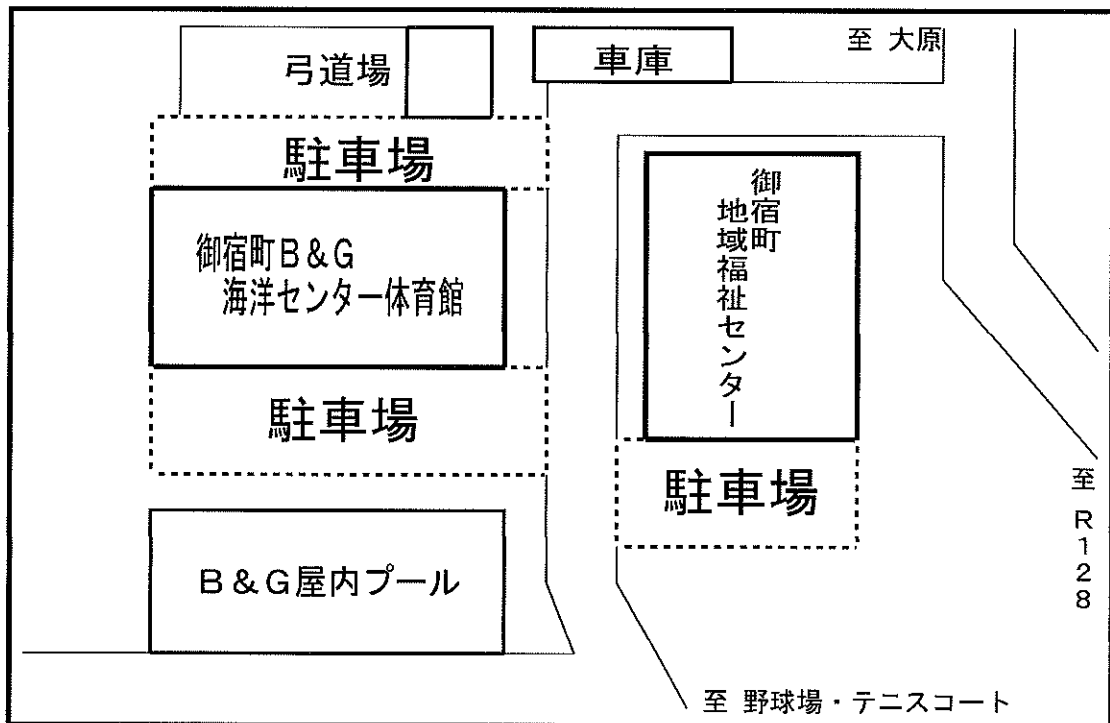 至 大原
車庫
弓道場
駐車場
御宿町B&G
海洋センター体育館
御宿町
地域福祉センター
駐車場
駐車場
至 R128
B&G屋内プール
至 野球場・テニスコート